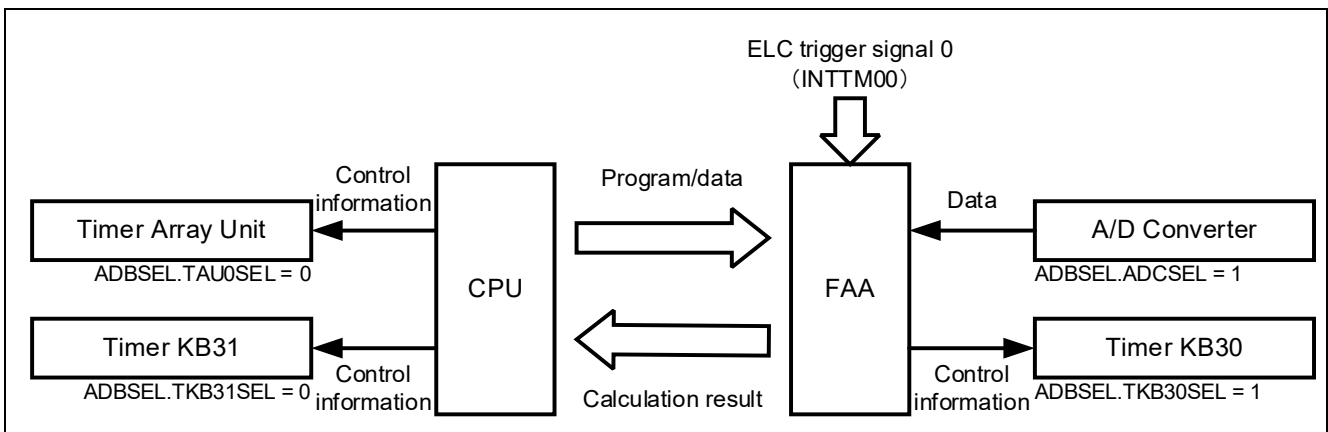 ELC trigger signal 0
（INTTM00）
Control
information
Timer Array Unit
ADBSEL.TAU0SEL = 0
Timer KB31
ADBSEL.TKB31SEL = 0
Control
information
CPU
Program/data
Calculation result
FAA
Data
A/D Converter
ADBSEL.ADCSEL = 1
Timer KB30
Control
information
ADBSEL.TKB30SEL = 1